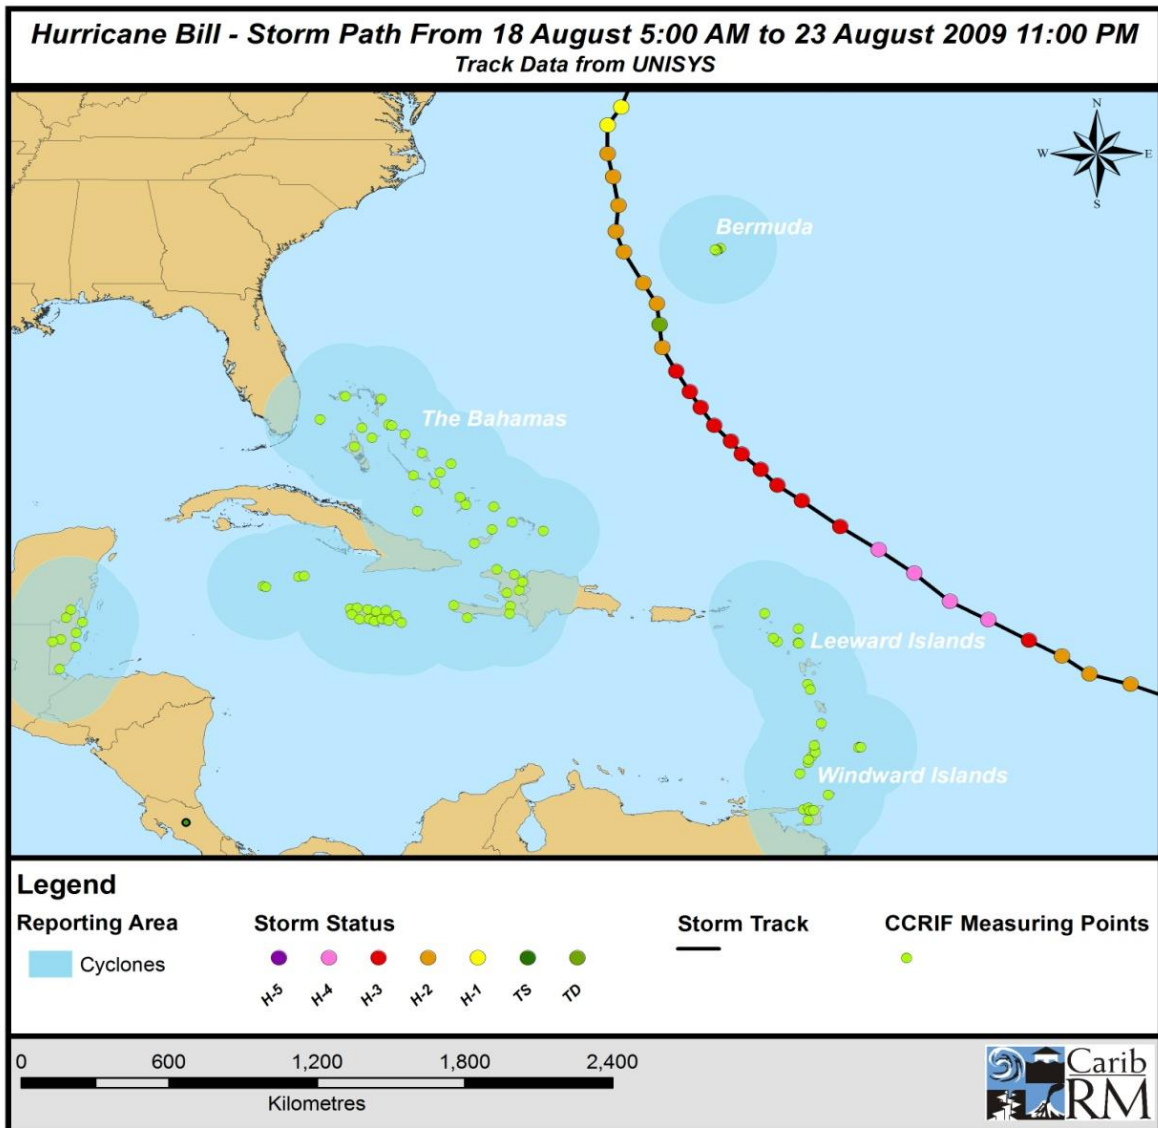 Hurricane Bill - Storm Path From 18 August 5:00 AM to 23 August 2009 11:00 PM
Track Data from UNISYS
N
W E
S
Bermuda
The Bahamas
Leeward Islands
Windward Islands
Legend
Reporting Area
Cyclones
Storm Status
H-5 H-4 H-3 H-2 H-1 TS TD
Storm Track
CCRIF Measuring Points
0 600 1,200 1,800 2,400
Kilometres
Carib
RM